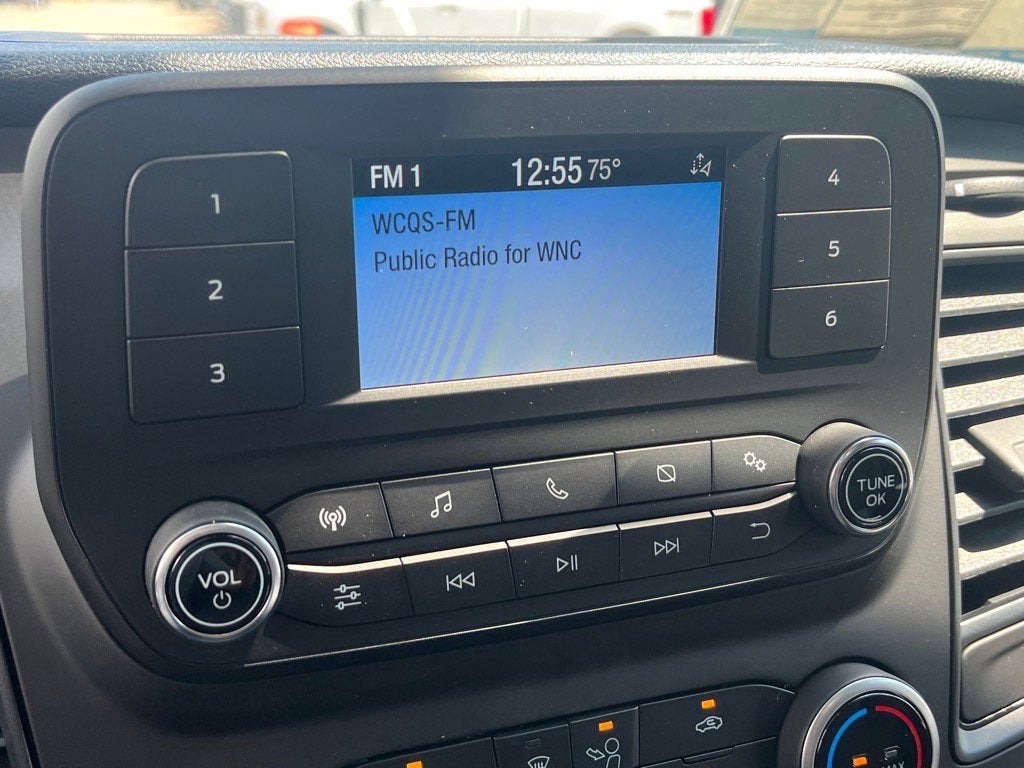 FM 1 12:55 75°
WCQS-FM
Public Radio for WNC
1
2
3
4
5
6
VOL
TUNE
OK
MAX